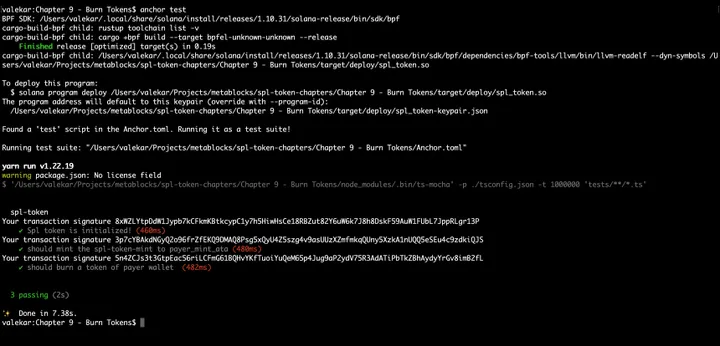 valekar:Chapter 9 - Burn Tokens$ anchor test
BPF SDK: /Users/valekar/.local/share/solana/install/releases/1.10.31/solana-release/bin/sdk/bpf
cargo-build-bpf child: rustup toolchain list -v
cargo-build-bpf child: cargo +bpf build --target bpfel-unknown-unknown --release
Finished release [optimized] target(s) in 0.19s
cargo-build-bpf child: /Users/valekar/.local/share/solana/install/releases/1.10.31/solana-release/bin/sdk/bpf/dependencies/bpf-tools/llvm/bin/llvm-readelf --dyn-symbols /U
sers/valekar/Projects/metablocks/spl-token-chapters/Chapter 9 - Burn Tokens/target/deploy/spl_token.so
To deploy this program:
$ solana program deploy /Users/valekar/Projects/metablocks/spl-token-chapters/Chapter 9 - Burn Tokens/target/deploy/spl_token.so
The program address will default to this keypair (override with --program-id):
/Users/valekar/Projects/metablocks/spl-token-chapters/Chapter 9 - Burn Tokens/target/deploy/spl_token-keypair.json
Found a 'test' script in the Anchor.toml. Running it as a test suite!
Running test suite: "/Users/valekar/Projects/metablocks/spl-token-chapters/Chapter 9 - Burn Tokens/Anchor.toml"
yarn run v1.22.19
warning package.json: No license field
$ '/Users/valekar/Projects/metablocks/spl-token-chapters/Chapter 9 - Burn Tokens/node_modules/.bin/ts-mocha' -p ./tsconfig.json -t 1000000 'tests/**/*.ts'
spl-token
Your transaction signature 8xWZLYtpDdW1Jypb7kCFkmKBtkcypC1y7h5HiwHsCe18RBZut8ZY6uW6k7J8h8DskF59AuW1FUbL7JppRLgr13P
✔ Spl token is initialized! (460ms)
Your transaction signature 3p7cYBAkdNGyQ2o96frZfEKQ9DMAQ8Psg5xQyU4Z5szg4v9asUUzXZmfmkqQUny5XzkA1nUQQ5eSEu4c9zdkiQJS
✔ should mint the spl-token-mint to payer_mint_ata (480ms)
Your transaction signature 5n4ZCJs3t3GtpEac56riLCFmG61BQHvYKfTuoiYuQeM65p4Jug9aP2ydV75R3AdATiPbTkZBhAydyYrGv8imB2fL
✔ should burn a token of payer wallet (482ms)
3 passing (2s)
✨ Done in 7.38s.
valekar:Chapter 9 - Burn Tokens$